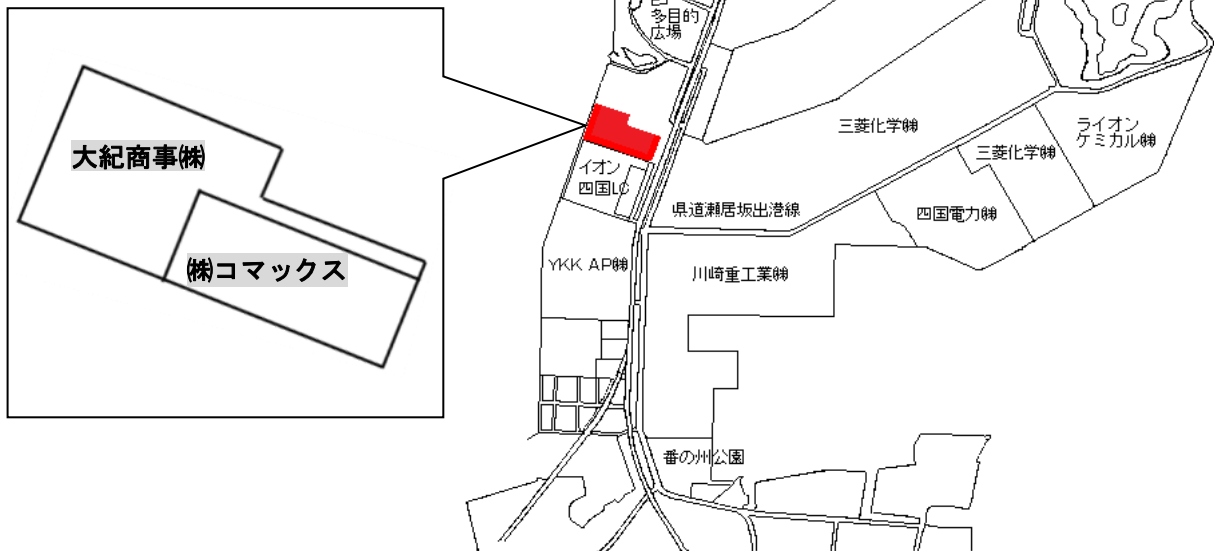 大紀商事㈱
㈱コマックス
多目的
広場
三菱化学㈱
ライオン
ケミカル㈱
三菱化学㈱
イオン
四国LC
県道瀬居坂出港線
四国電力㈱
YKK AP㈱
川崎重工業㈱
番の州公園